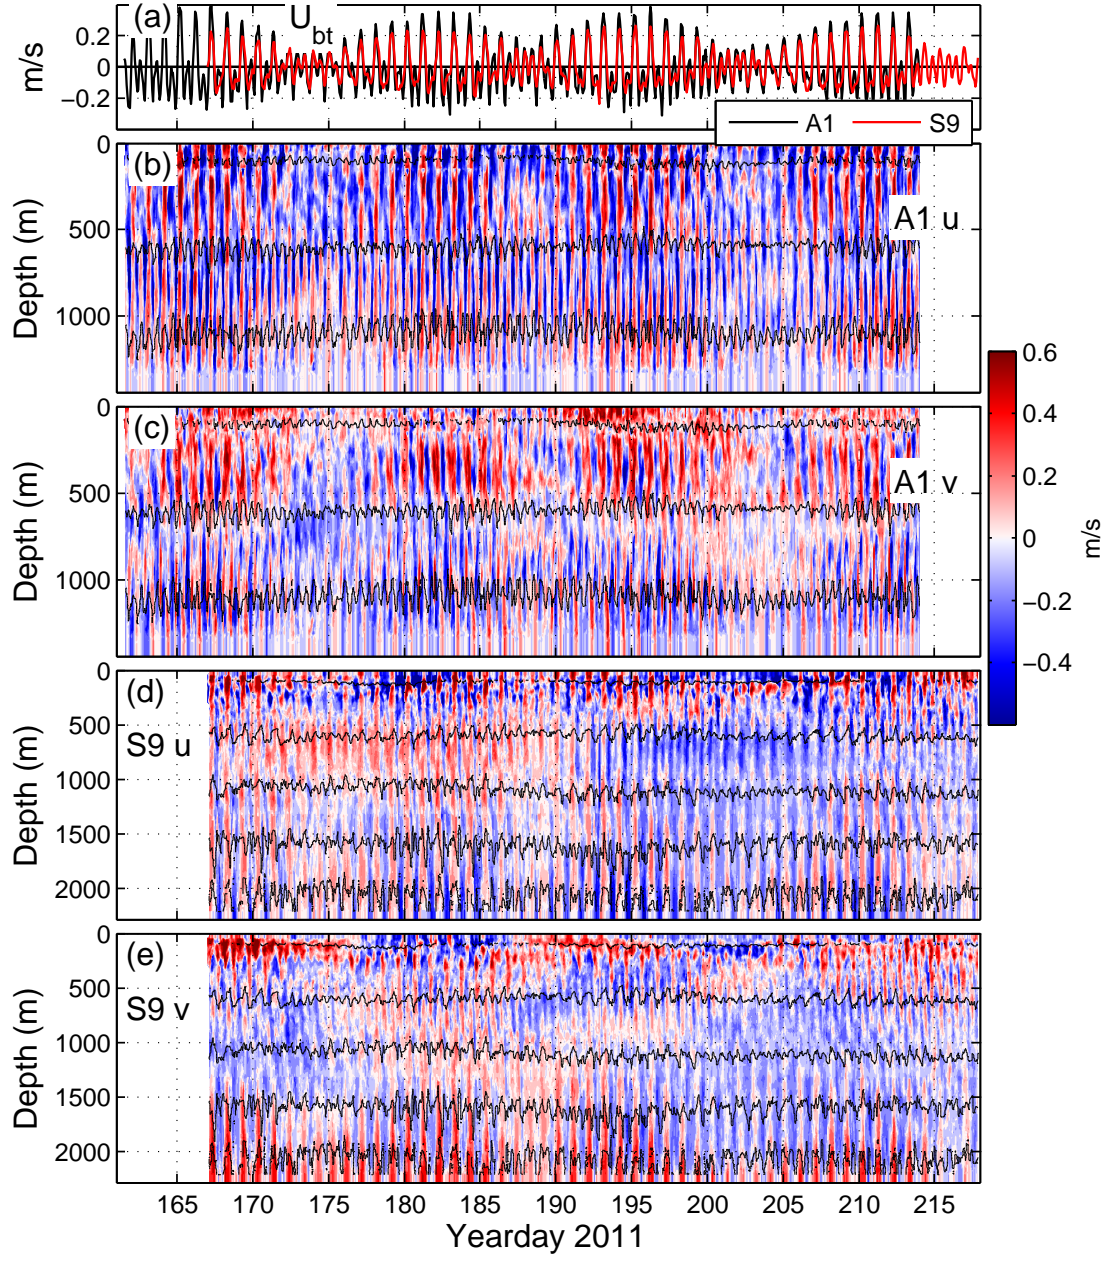 (a)
U_bt
0.2
0
−0.2
m/s
A1
S9
(b)
0
500
1000
Depth (m)
A1 u
(c)
0
500
1000
Depth (m)
A1 v
0.6
0.4
0.2
0
−0.2
−0.4
m/s
(d)
0
500
1000
1500
2000
Depth (m)
S9 u
(e)
0
500
1000
1500
2000
Depth (m)
S9 v
165 170 175 180 185 190 195 200 205 210 215
Yearday 2011